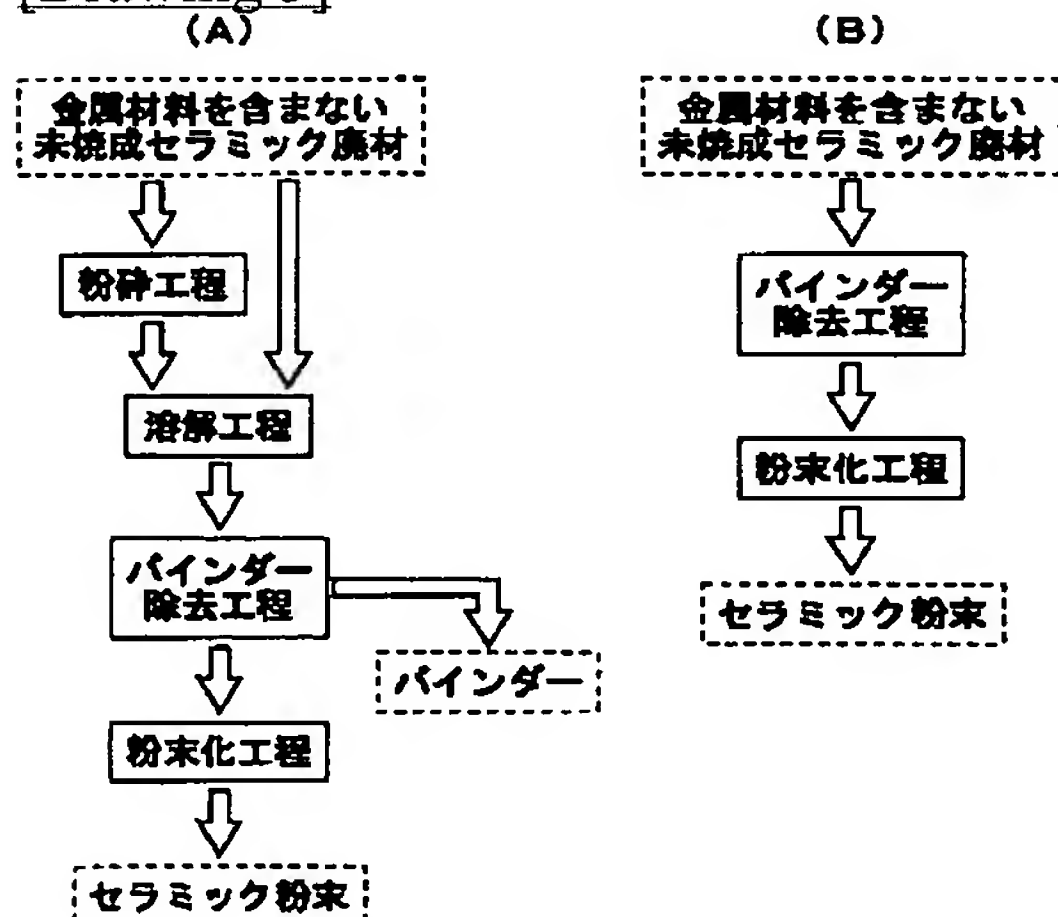 (A)
金属材料を含まない
未焼成セラミック廃材
粉砕工程
溶解工程
バインダー
除去工程
バインダー
粉末化工程
セラミック粉末
(B)
金属材料を含まない
未焼成セラミック廃材
バインダー
除去工程
粉末化工程
セラミック粉末